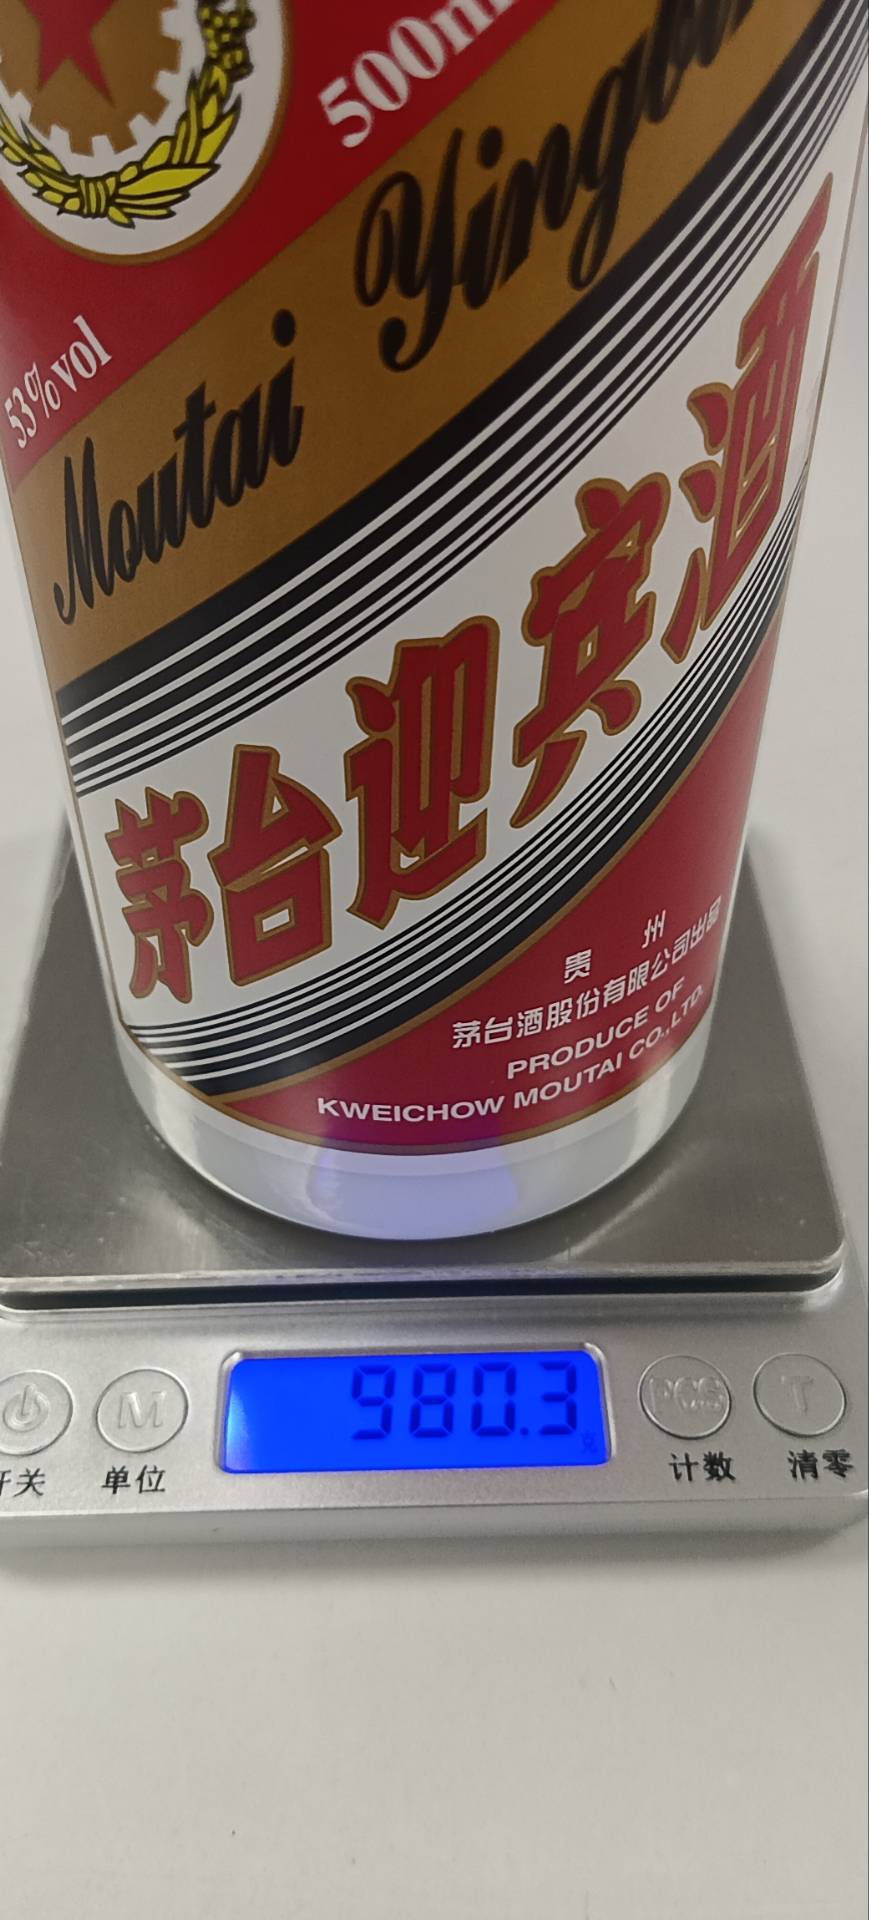 500ml
53%vol
Moutai Yingbin
茅台迎宾酒
贵州
茅台酒股份有限公司出品
PRODUCE OF
KWEICHOW MOUTAI CO.,LTD.
980.3
克
M
PCS
T
开关
单位
计数
清零